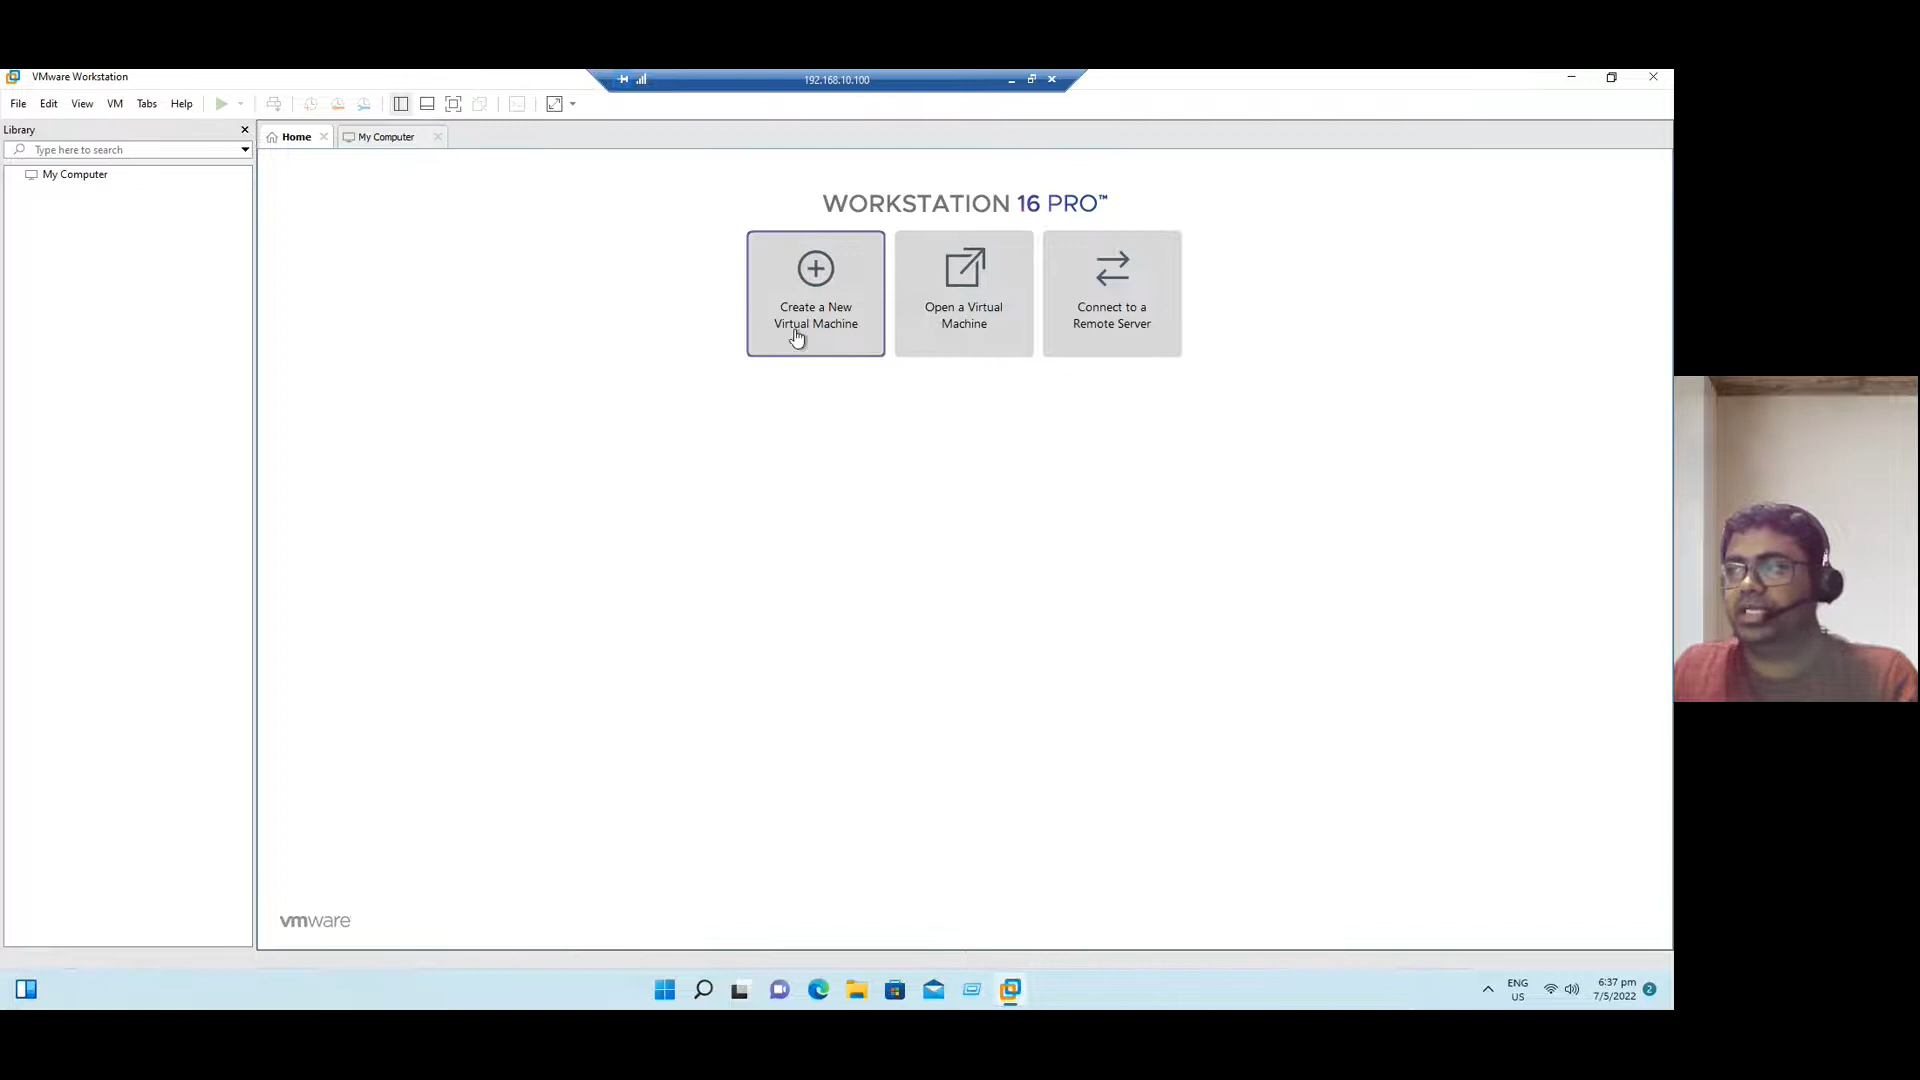 VMware Workstation
192.168.10.100
File Edit View VM Tabs Help
Library
Home
My Computer
Type here to search
My Computer
WORKSTATION 16 PRO™
Create a New
Virtual Machine
Open a Virtual
Machine
Connect to a
Remote Server
vmware
ENG
US
6:37 pm
7/5/2022
2